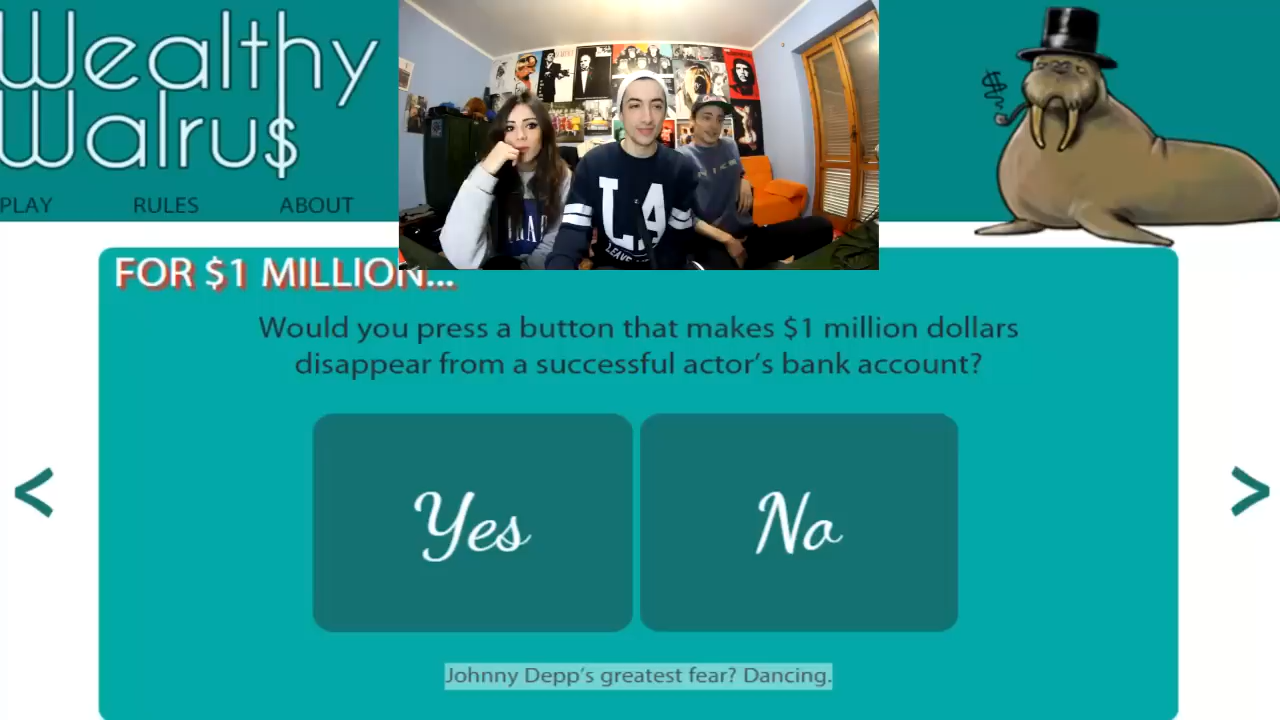 Wealthy
Walru$
PLAY RULES ABOUT
LA
FOR $1 MILLION...
Would you press a button that makes $1 million dollars
disappear from a successful actor's bank account?
Yes No
Johnny Depp's greatest fear? Dancing.
< >